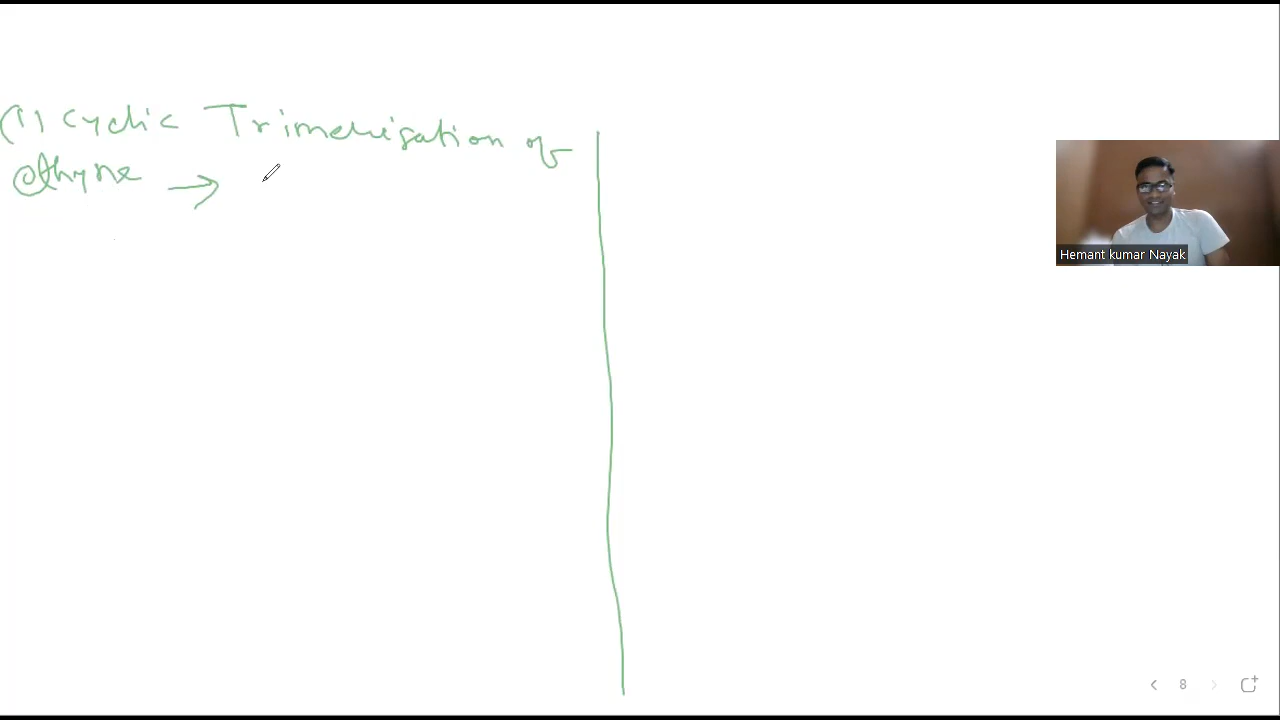 (1) Cyclic Trimerisation of
ethyne →
Hemant kumar Nayak
8